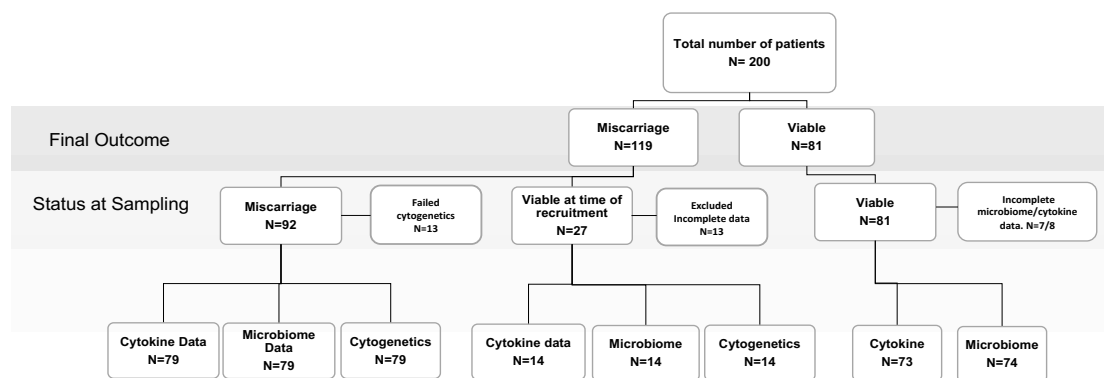 Total number of patients
N= 200
Final Outcome
Miscarriage
N=119
Viable
N=81
Status at Sampling
Miscarriage
N=92
Failed
cytogenetics
N=13
Viable at time of
recruitment
N=27
Excluded
Incomplete data
N=13
Viable
N=81
Incomplete
microbiome/cytokine
data. N=7/8
Cytokine Data
N=79
Microbiome
Data
N=79
Cytogenetics
N=79
Cytokine data
N=14
Microbiome
N=14
Cytogenetics
N=14
Cytokine
N=73
Microbiome
N=74